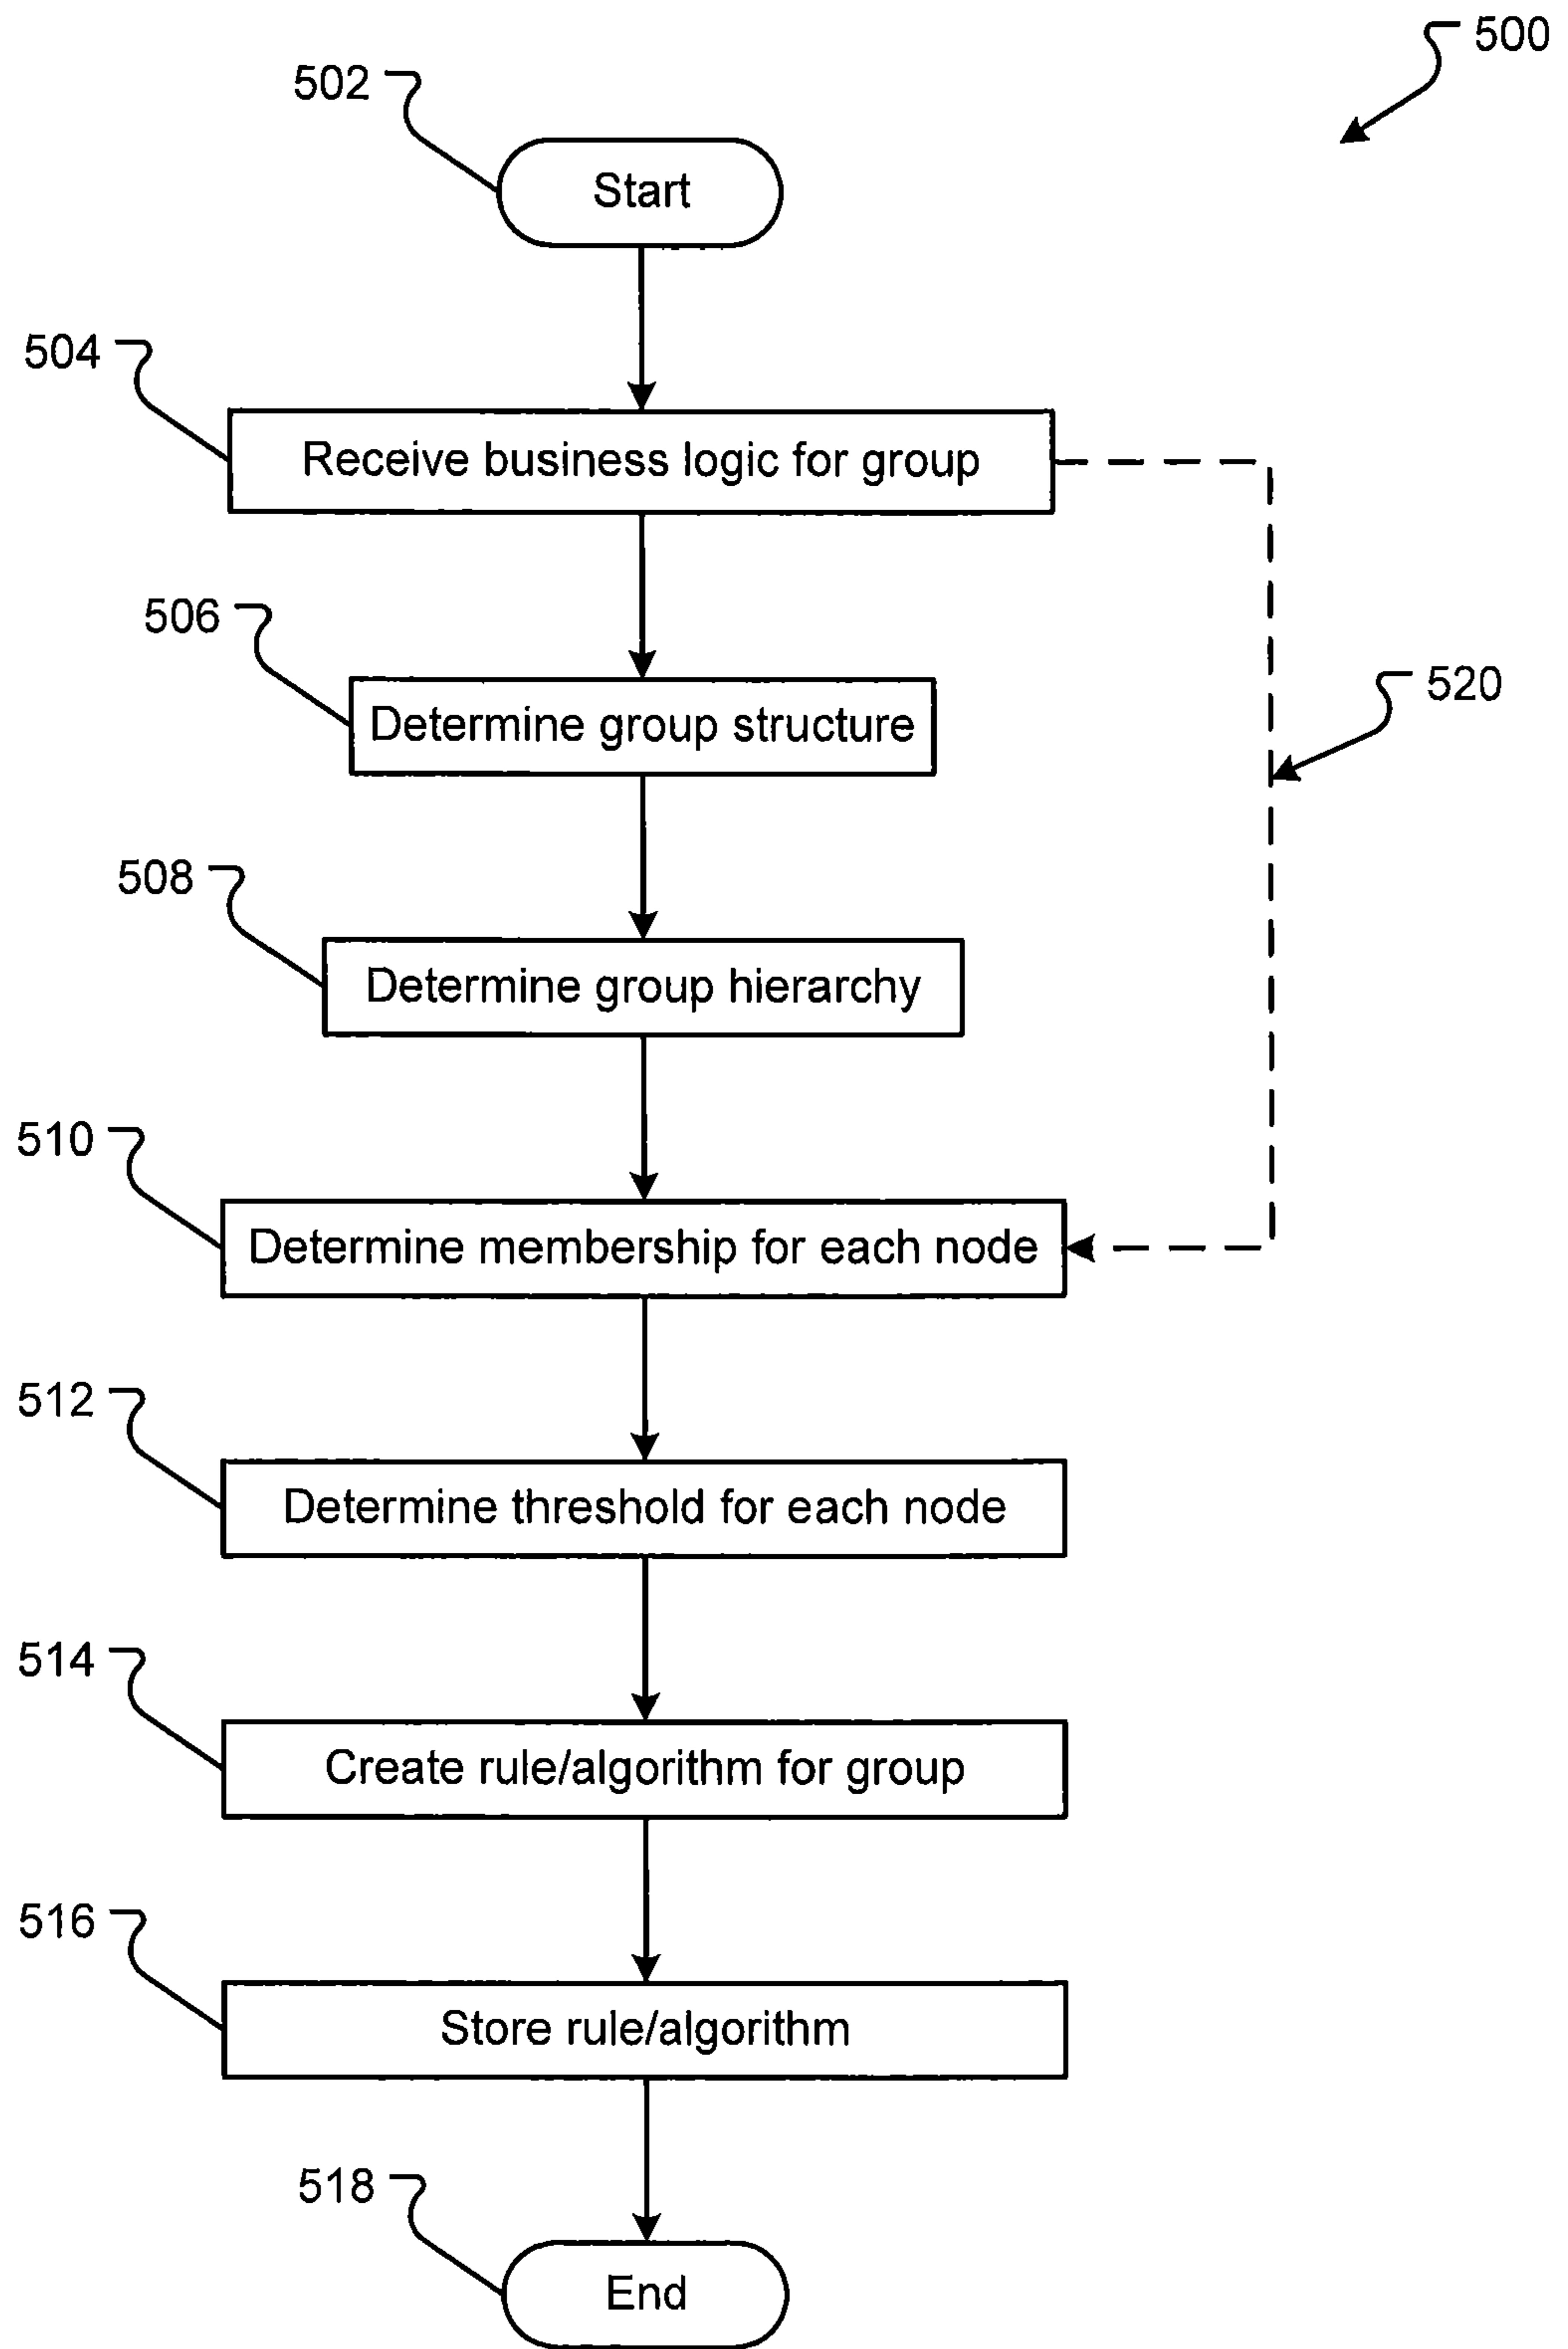 500
502
Start
504
Receive business logic for group
506
Determine group structure
520
508
Determine group hierarchy
510
Determine membership for each node
512
Determine threshold for each node
514
Create rule/algorithm for group
516
Store rule/algorithm
518
End